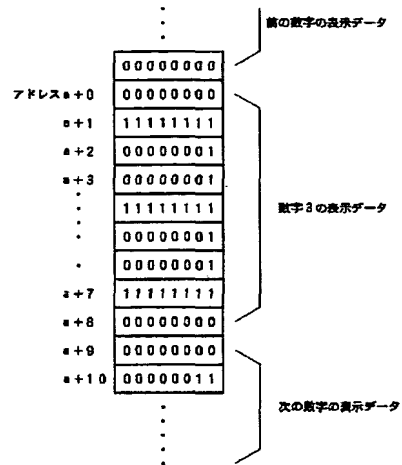 前の数字の表示データ
00000000
アドレスa+0 00000000
a+1 11111111
a+2 00000001
a+3 00000001
11111111
00000001
00000001
a+7 11111111
a+8 00000000
a+9 00000000
a+10 00000011
数字3の表示データ
次の数字の表示データ